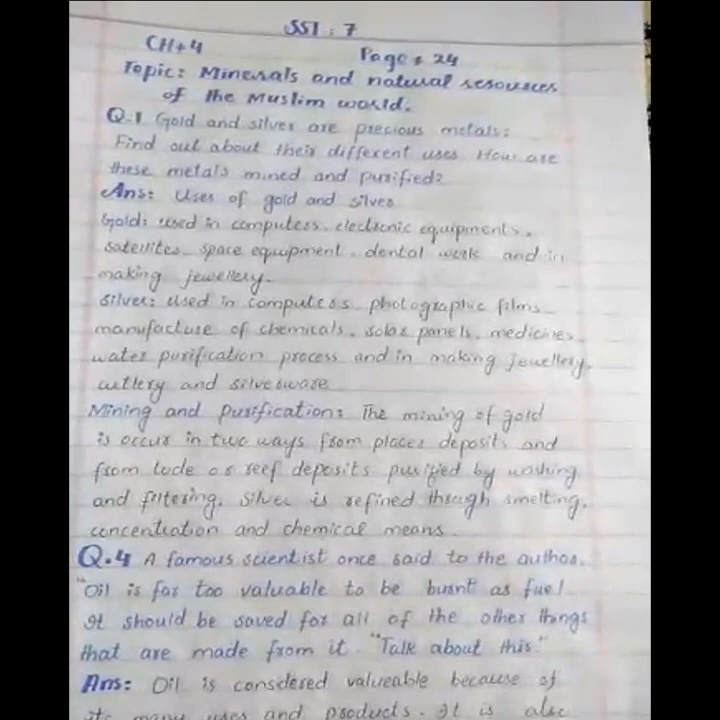 SST : 7
CH # 4 Page # 24
Topic: Minerals and natural resources
of the Muslim world.
Q.1 Gold and silver are precious metals:
Find out about their different uses How are
these metals mined and purified?
Ans: Uses of gold and silver
Gold: used in computers, electronic equipments,
satellites, space equipment, dental work and in
making jewellery.
Silver: used in computers, photographic films
manufacture of chemicals, solar panels, medicines,
water purification process and in making jewellery,
cutlery and silverware
Mining and Purification: The mining of gold
is occur in two ways from placer deposits and
from lode or reef deposits purified by washing
and filtering. Silver is refined through smelting,
concentration and chemical means.
Q.4 A famous scientist once said to the author.
"Oil is far too valuable to be burnt as fuel
It should be saved for all of the other things
that are made from it. "Talk about this."
Ans: Oil is considered valueable because of
its many uses and products. It is also